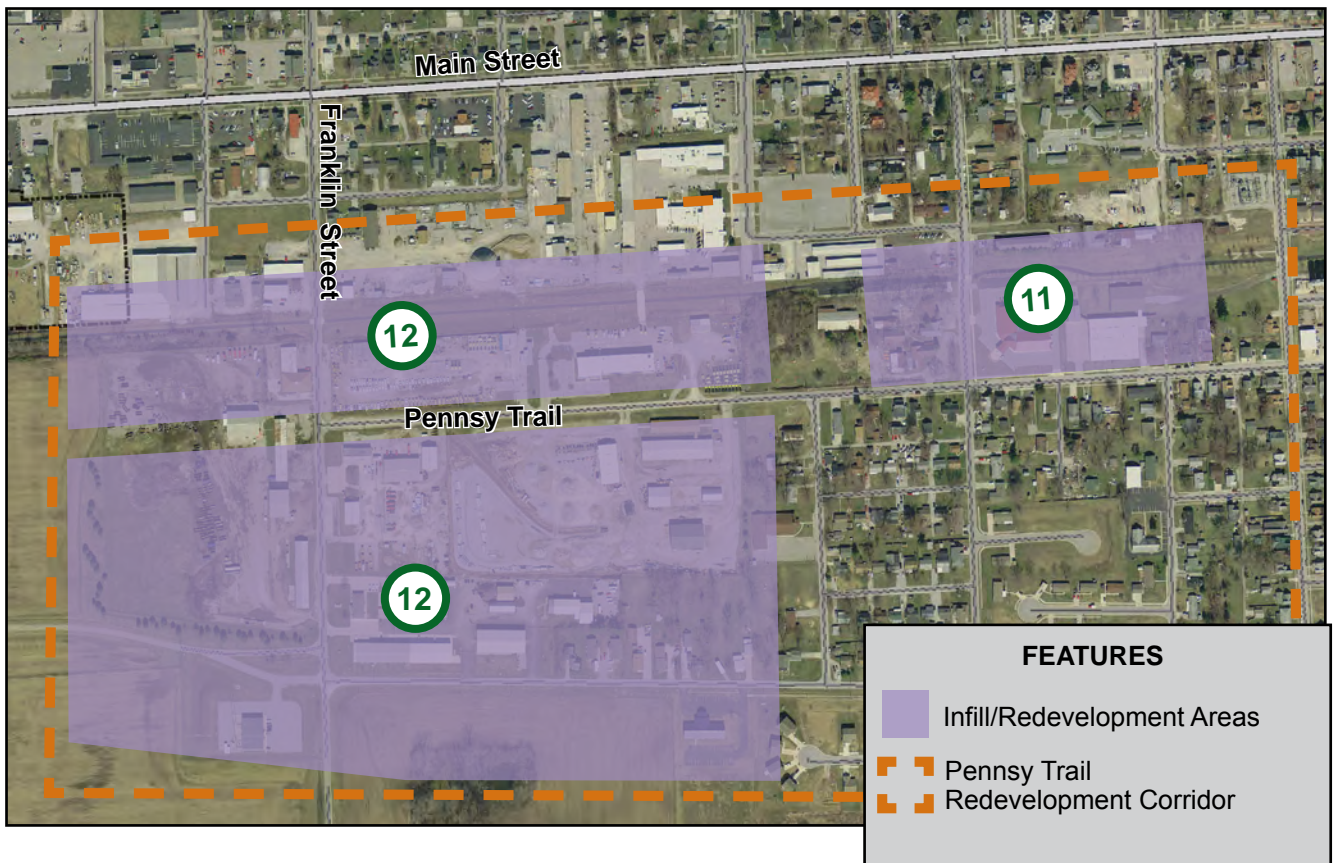 Main Street
Franklin Street
11
12
Pennsy Trail
12
FEATURES
Infill/Redevelopment Areas
Pennsy Trail
Redevelopment Corridor